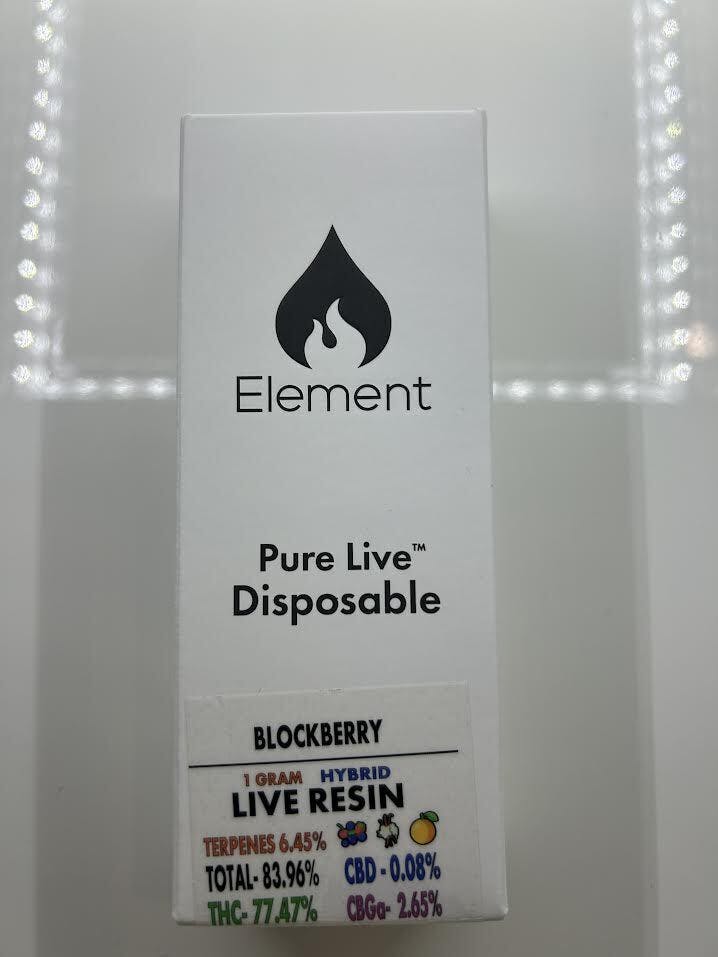 Element
Pure Live™
Disposable
BLOCKBERRY
1 GRAM HYBRID
LIVE RESIN
TERPENES 6.45%
TOTAL- 83.96% CBD - 0.08%
THC- 77.47% CBGa- 2.65%